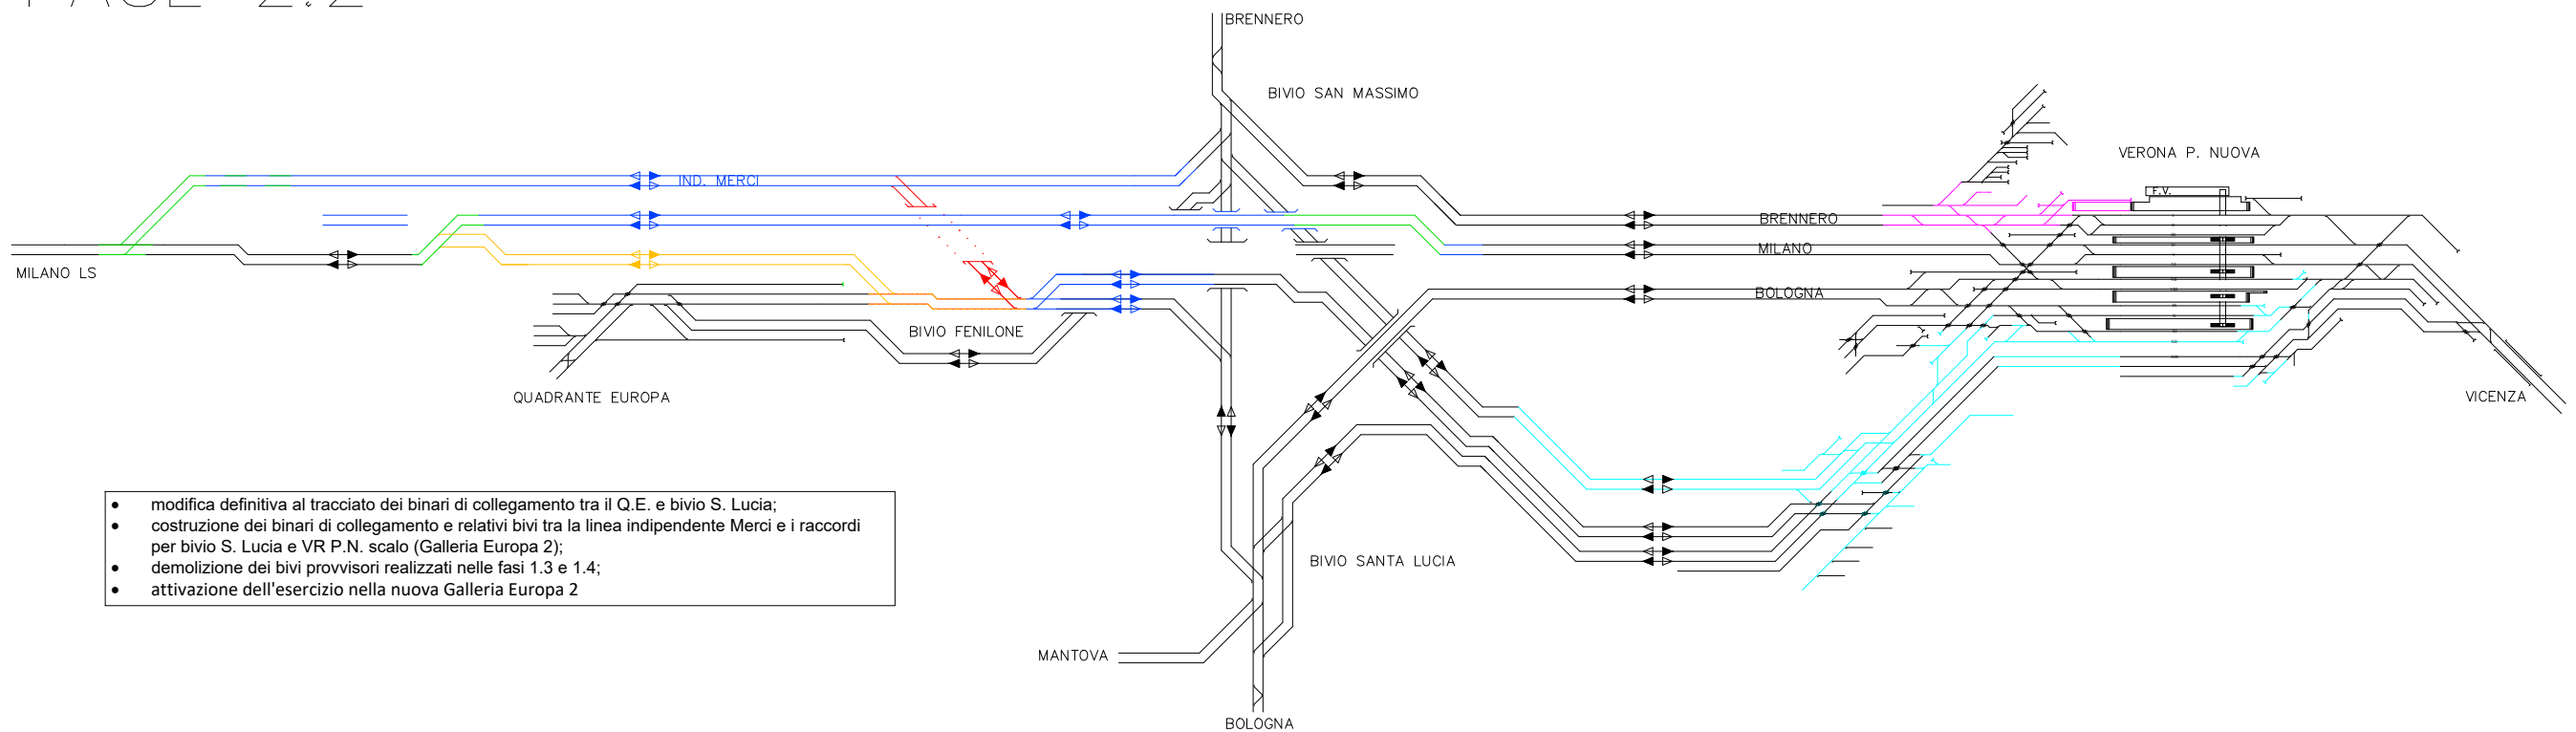 FASE 2.2
BRENNERO
BIVIO SAN MASSIMO
VERONA P. NUOVA
IND. MERCI
F.V.
BRENNERO
MILANO
MILANO LS
BOLOGNA
BIVIO FENILONE
QUADRANTE EUROPA
VICENZA
• modifica definitiva al tracciato dei binari di collegamento tra il Q.E. e bivio S. Lucia;
• costruzione dei binari di collegamento e relativi bivi tra la linea indipendente Merci e i raccordi
per bivio S. Lucia e VR P.N. scalo (Galleria Europa 2);
• demolizione dei bivi provvisori realizzati nelle fasi 1.3 e 1.4;
• attivazione dell'esercizio nella nuova Galleria Europa 2
BIVIO SANTA LUCIA
MANTOVA
BOLOGNA